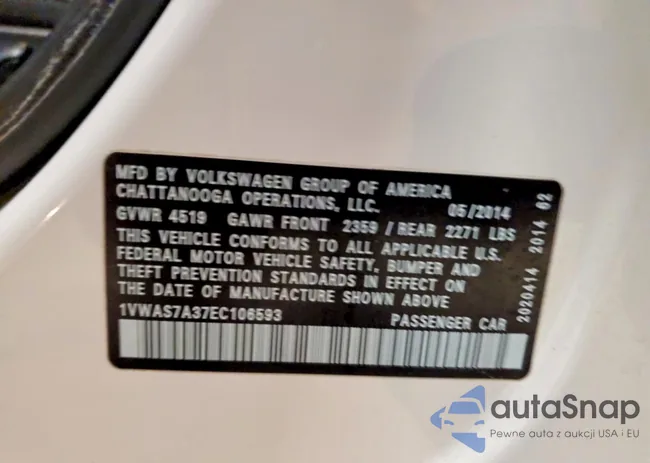 MFD BY VOLKSWAGEN GROUP OF AMERICA
CHATTANOOGA OPERATIONS, LLC. 05/2014
GVWR 4519 GAWR FRONT 2359 / REAR 2271 LBS
THIS VEHICLE CONFORMS TO ALL APPLICABLE U.S.
FEDERAL MOTOR VEHICLE SAFETY, BUMPER AND
THEFT PREVENTION STANDARDS IN EFFECT ON
THE DATE OF MANUFACTURE SHOWN ABOVE
1VWAS7A37EC106593 PASSENGER CAR
2020414 2014 02
autaSnap
Pewne auta z aukcji USA i EU